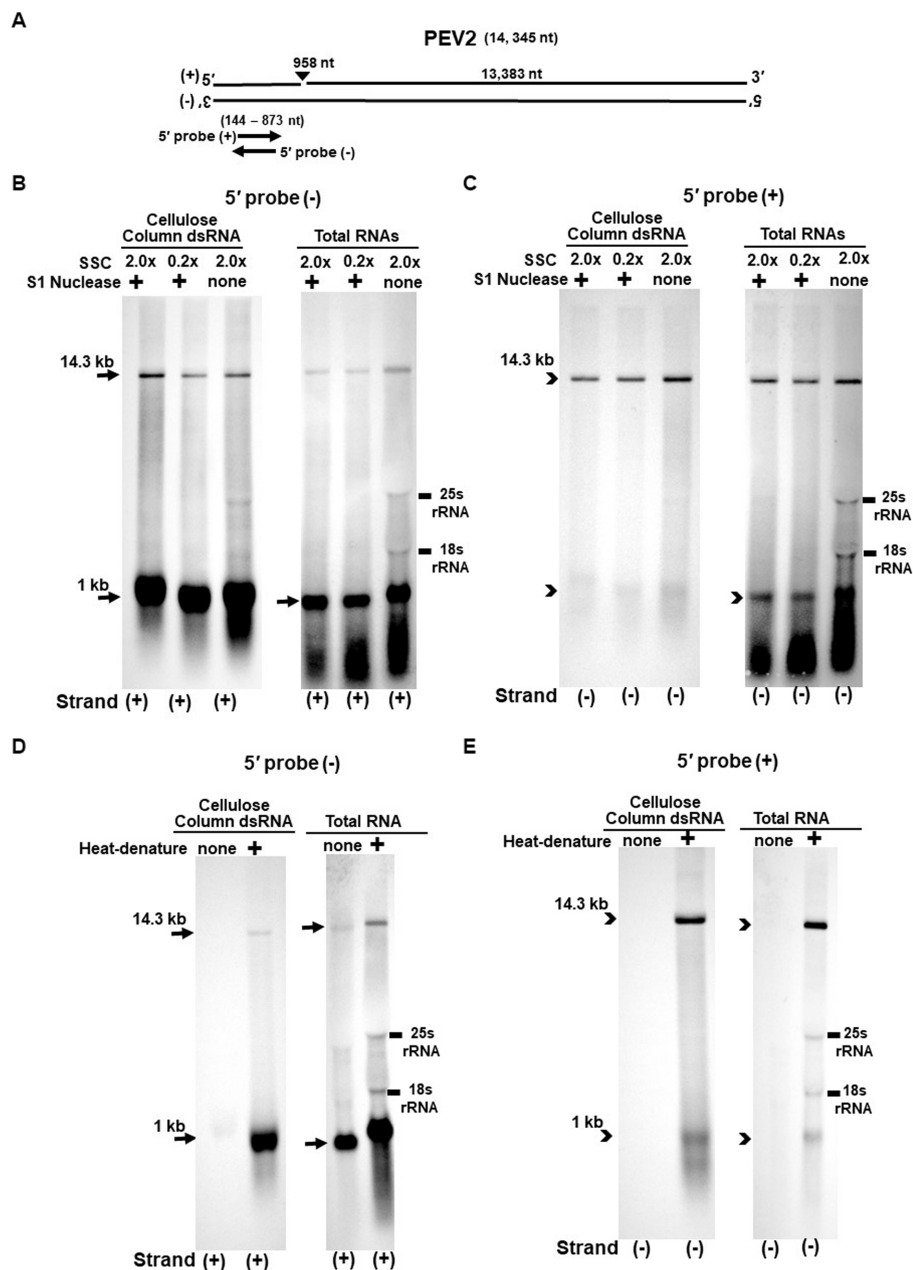 A
PEV2 (14, 345 nt)
958 nt
(+) 5′ 13,383 nt 3′
(-) 3′ 5′
(144 – 873 nt)
5′ probe (+)
5′ probe (-)
B
5′ probe (-)
Cellulose
Column dsRNA Total RNAs
SSC 2.0x 0.2x 2.0x 2.0x 0.2x 2.0x
S1 Nuclease + + none + + none
14.3 kb
25s
rRNA
18s
rRNA
1 kb
Strand (+) (+) (+) (+) (+) (+)
C
5′ probe (+)
Cellulose
Column dsRNA Total RNAs
SSC 2.0x 0.2x 2.0x 2.0x 0.2x 2.0x
S1 Nuclease + + none + + none
14.3 kb
25s
rRNA
18s
rRNA
1 kb
Strand (-) (-) (-) (-) (-) (-)
D
5′ probe (-)
Cellulose
Column dsRNA Total RNA
Heat-denature none + none +
14.3 kb
25s
rRNA
18s
rRNA
1 kb
Strand (+) (+) (+) (+)
E
5′ probe (+)
Cellulose
Column dsRNA Total RNA
Heat-denature none + none +
14.3 kb
25s
rRNA
18s
rRNA
1 kb
Strand (-) (-) (-) (-)